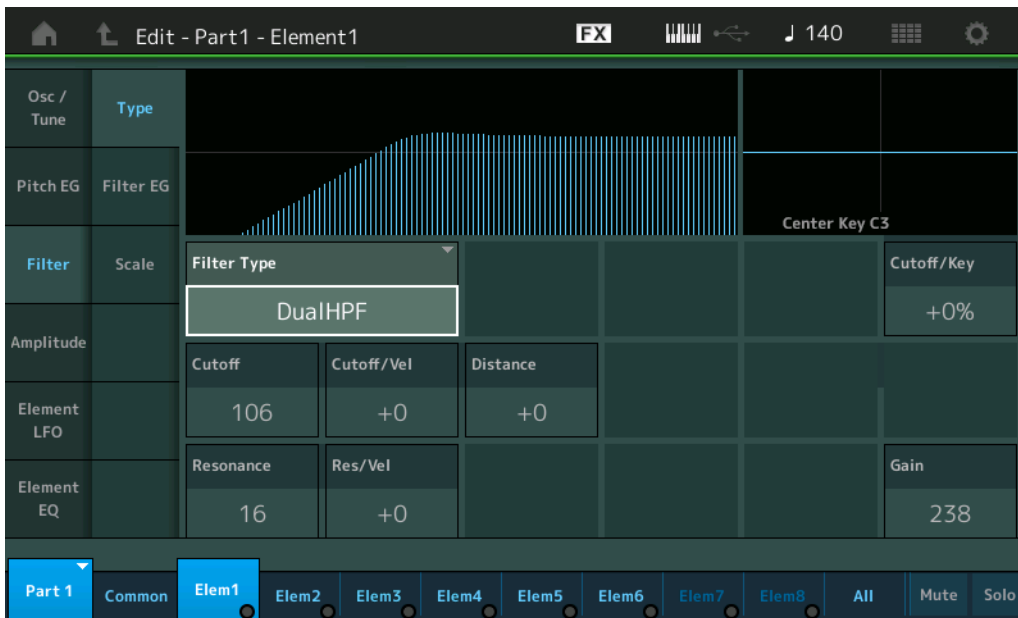 Edit - Part1 - Element1
FX
♩ 140
Osc /
Tune
Type
Pitch EG
Filter EG
Center Key C3
Filter
Scale
Filter Type
DualHPF
Cutoff/Key
+0%
Amplitude
Cutoff
Cutoff/Vel
Distance
106
+0
+0
Element
LFO
Resonance
Res/Vel
Gain
16
+0
238
Element
EQ
Part 1
Common
Elem1
Elem2
Elem3
Elem4
Elem5
Elem6
Elem7
Elem8
All
Mute
Solo